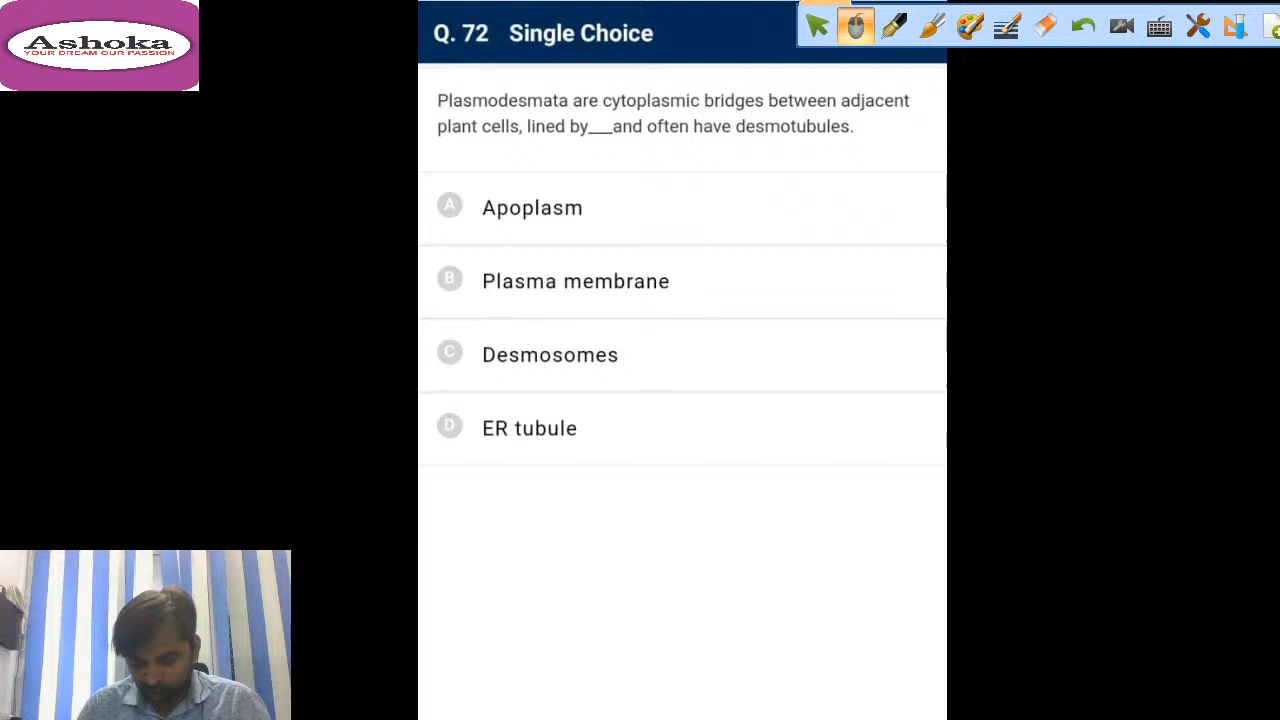 Ashoka
YOUR DREAM OUR PASSION
Q. 72 Single Choice
Plasmodesmata are cytoplasmic bridges between adjacent
plant cells, lined by___and often have desmotubules.
A Apoplasm
B Plasma membrane
C Desmosomes
D ER tubule